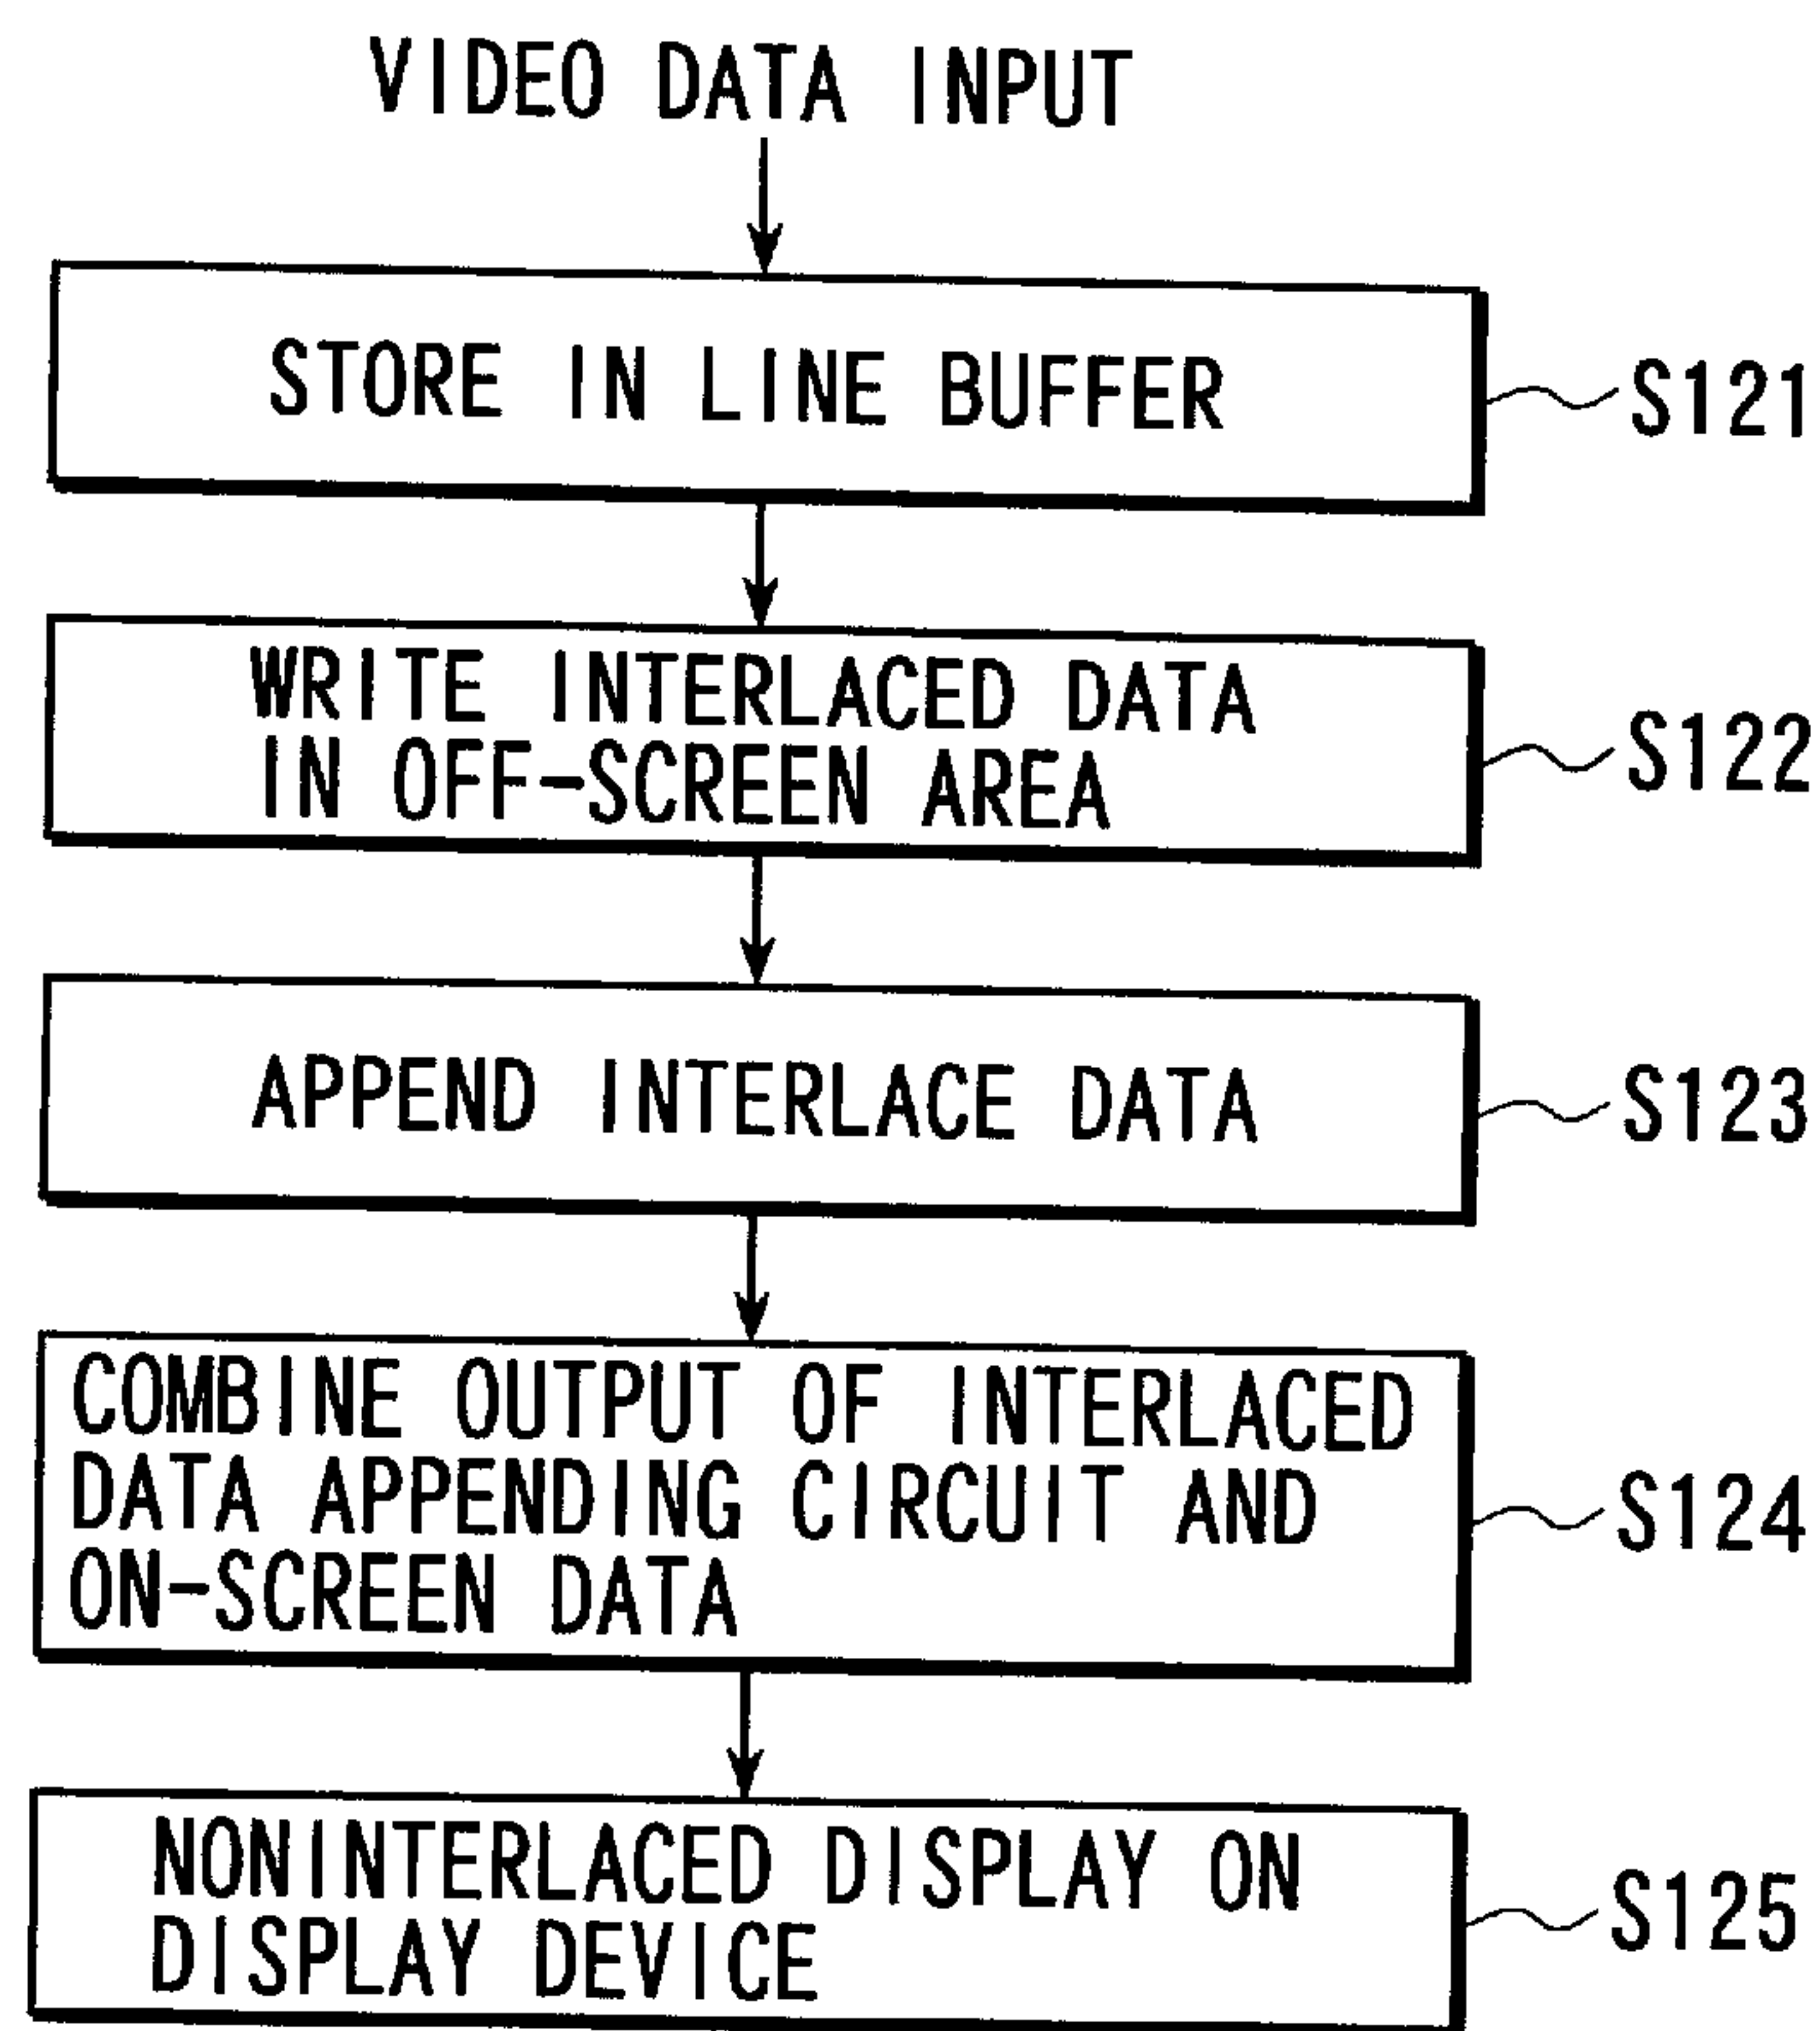 VIDEO DATA INPUT
STORE IN LINE BUFFER
S121
WRITE INTERLACED DATA
IN OFF-SCREEN AREA
S122
APPEND INTERLACE DATA
S123
COMBINE OUTPUT OF INTERLACED
DATA APPENDING CIRCUIT AND
ON-SCREEN DATA
S124
NONINTERLACED DISPLAY ON
DISPLAY DEVICE
S125